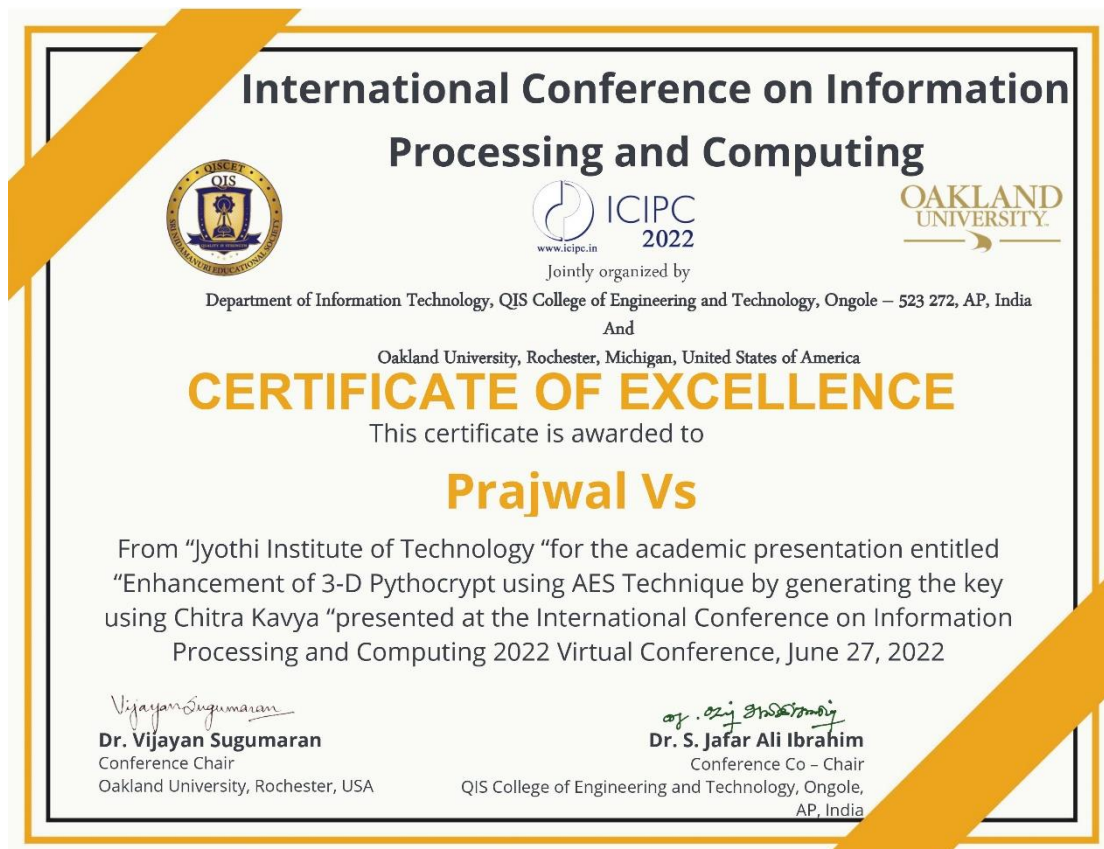 International Conference on Information
Processing and Computing
QISCET
QIS
SRI NIDAMANURI EDUCATIONAL SOCIETY
ICIPC
2022
www.icipc.in
OAKLAND
UNIVERSITY
Jointly organized by
Department of Information Technology, QIS College of Engineering and Technology, Ongole – 523 272, AP, India
And
Oakland University, Rochester, Michigan, United States of America
CERTIFICATE OF EXCELLENCE
This certificate is awarded to
Prajwal Vs
From “Jyothi Institute of Technology “for the academic presentation entitled
“Enhancement of 3-D Pythocrypt using AES Technique by generating the key
using Chitra Kavya “presented at the International Conference on Information
Processing and Computing 2022 Virtual Conference, June 27, 2022
Vijayan Sugumaran
Dr. Vijayan Sugumaran
Conference Chair
Oakland University, Rochester, USA
Dr. S. Jafar Ali Ibrahim
Conference Co – Chair
QIS College of Engineering and Technology, Ongole,
AP, India